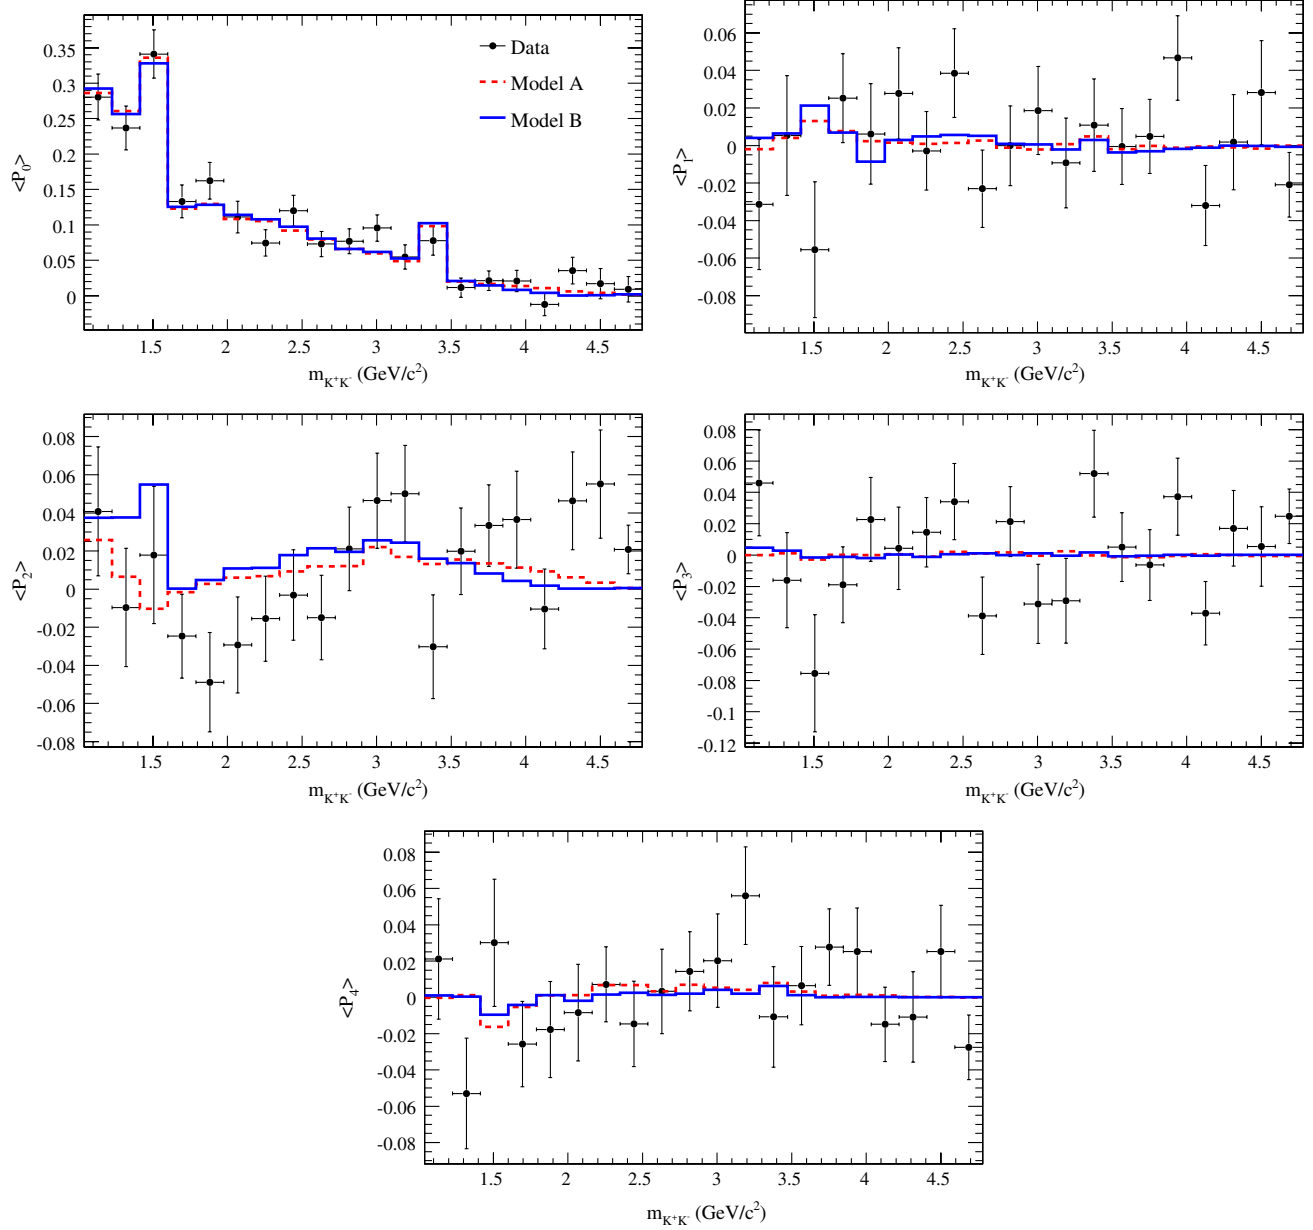 <P₀>
0.35
0.3
0.25
0.2
0.15
0.1
0.05
0
Data
Model A
Model B
1.5 2 2.5 3 3.5 4 4.5
m_K⁺K⁻ (GeV/c²)
<P₁>
0.06
0.04
0.02
0
-0.02
-0.04
-0.06
-0.08
1.5 2 2.5 3 3.5 4 4.5
m_K⁺K⁻ (GeV/c²)
<P₂>
0.08
0.06
0.04
0.02
0
-0.02
-0.04
-0.06
-0.08
1.5 2 2.5 3 3.5 4 4.5
m_K⁺K⁻ (GeV/c²)
<P₃>
0.08
0.06
0.04
0.02
0
-0.02
-0.04
-0.06
-0.08
-0.1
-0.12
1.5 2 2.5 3 3.5 4 4.5
m_K⁺K⁻ (GeV/c²)
<P₄>
0.08
0.06
0.04
0.02
0
-0.02
-0.04
-0.06
-0.08
1.5 2 2.5 3 3.5 4 4.5
m_K⁺K⁻ (GeV/c²)